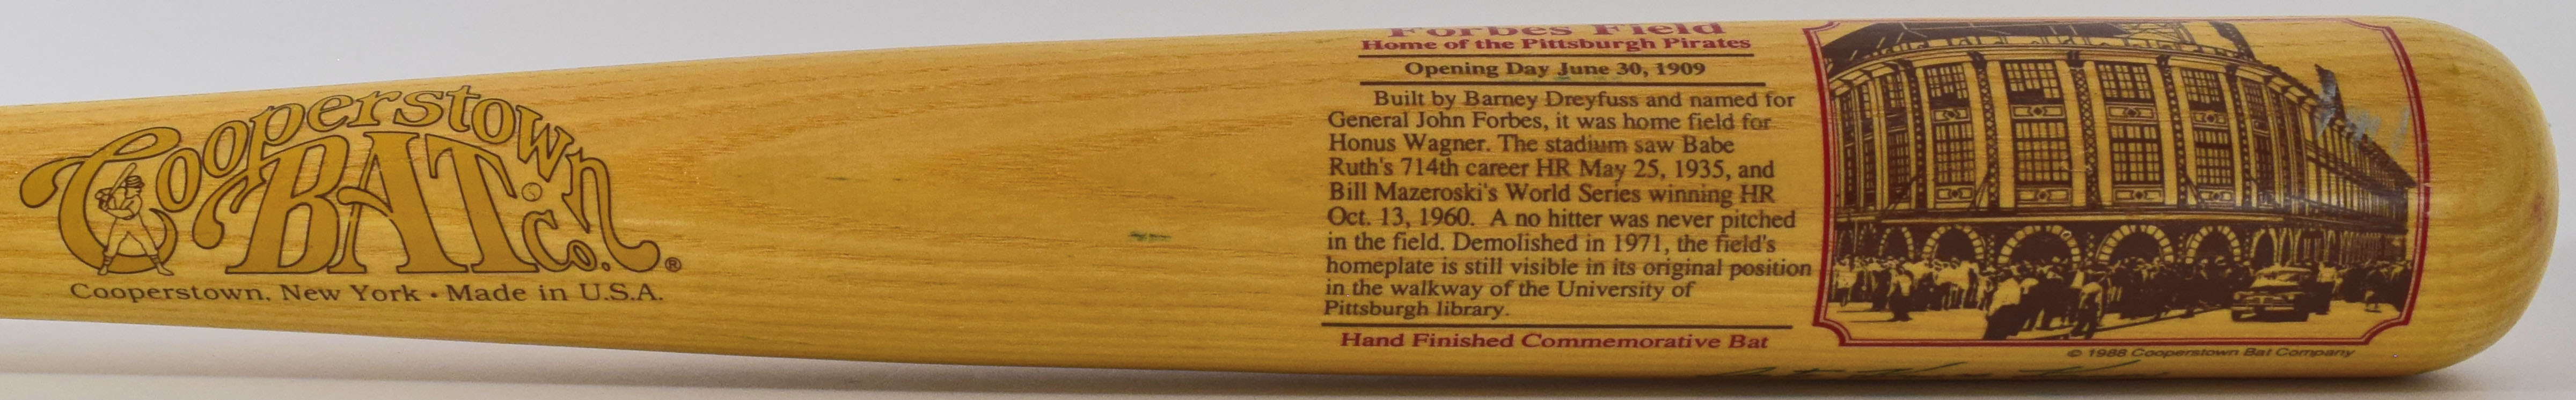 Cooperstown
BAT Co. ®
Cooperstown, New York • Made in U.S.A.
Forbes Field
Home of the Pittsburgh Pirates
Opening Day June 30, 1909
Built by Barney Dreyfuss and named for
General John Forbes, it was home field for
Honus Wagner. The stadium saw Babe
Ruth's 714th career HR May 25, 1935, and
Bill Mazeroski's World Series winning HR
Oct. 13, 1960. A no hitter was never pitched
in the field. Demolished in 1971, the field's
homeplate is still visible in its original position
in the walkway of the University of
Pittsburgh library.
Hand Finished Commemorative Bat
© 1988 Cooperstown Bat Company